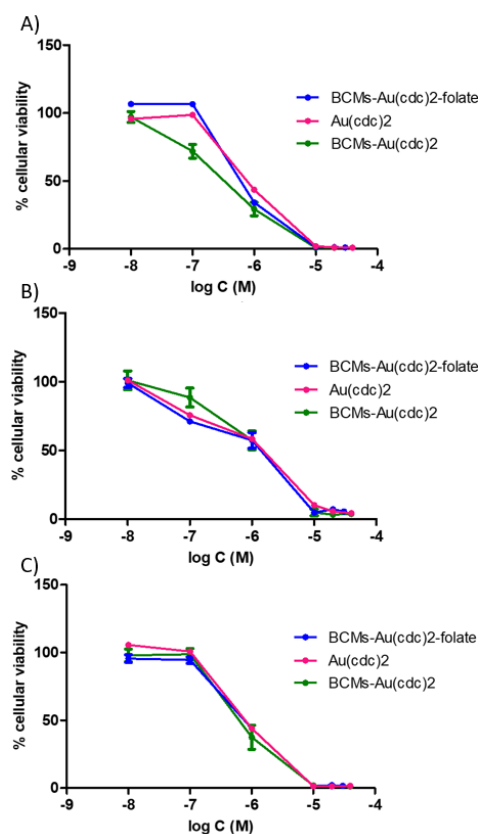 A)
150
100
50
0
% cellular viability
-9 -8 -7 -6 -5 -4
log C (M)
BCMs-Au(cdc)2-folate
Au(cdc)2
BCMs-Au(cdc)2
B)
150
100
50
0
% cellular viability
-9 -8 -7 -6 -5 -4
log C (M)
BCMs-Au(cdc)2-folate
Au(cdc)2
BCMs-Au(cdc)2
C)
150
100
50
0
% cellular viability
-9 -8 -7 -6 -5 -4
log C (M)
BCMs-Au(cdc)2-folate
Au(cdc)2
BCMs-Au(cdc)2